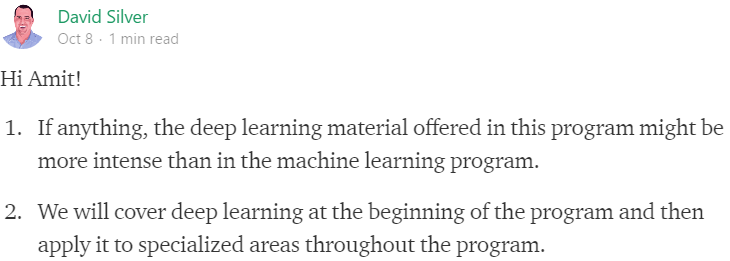 David Silver
Oct 8 · 1 min read
Hi Amit!
1. If anything, the deep learning material offered in this program might be
more intense than in the machine learning program.
2. We will cover deep learning at the beginning of the program and then
apply it to specialized areas throughout the program.